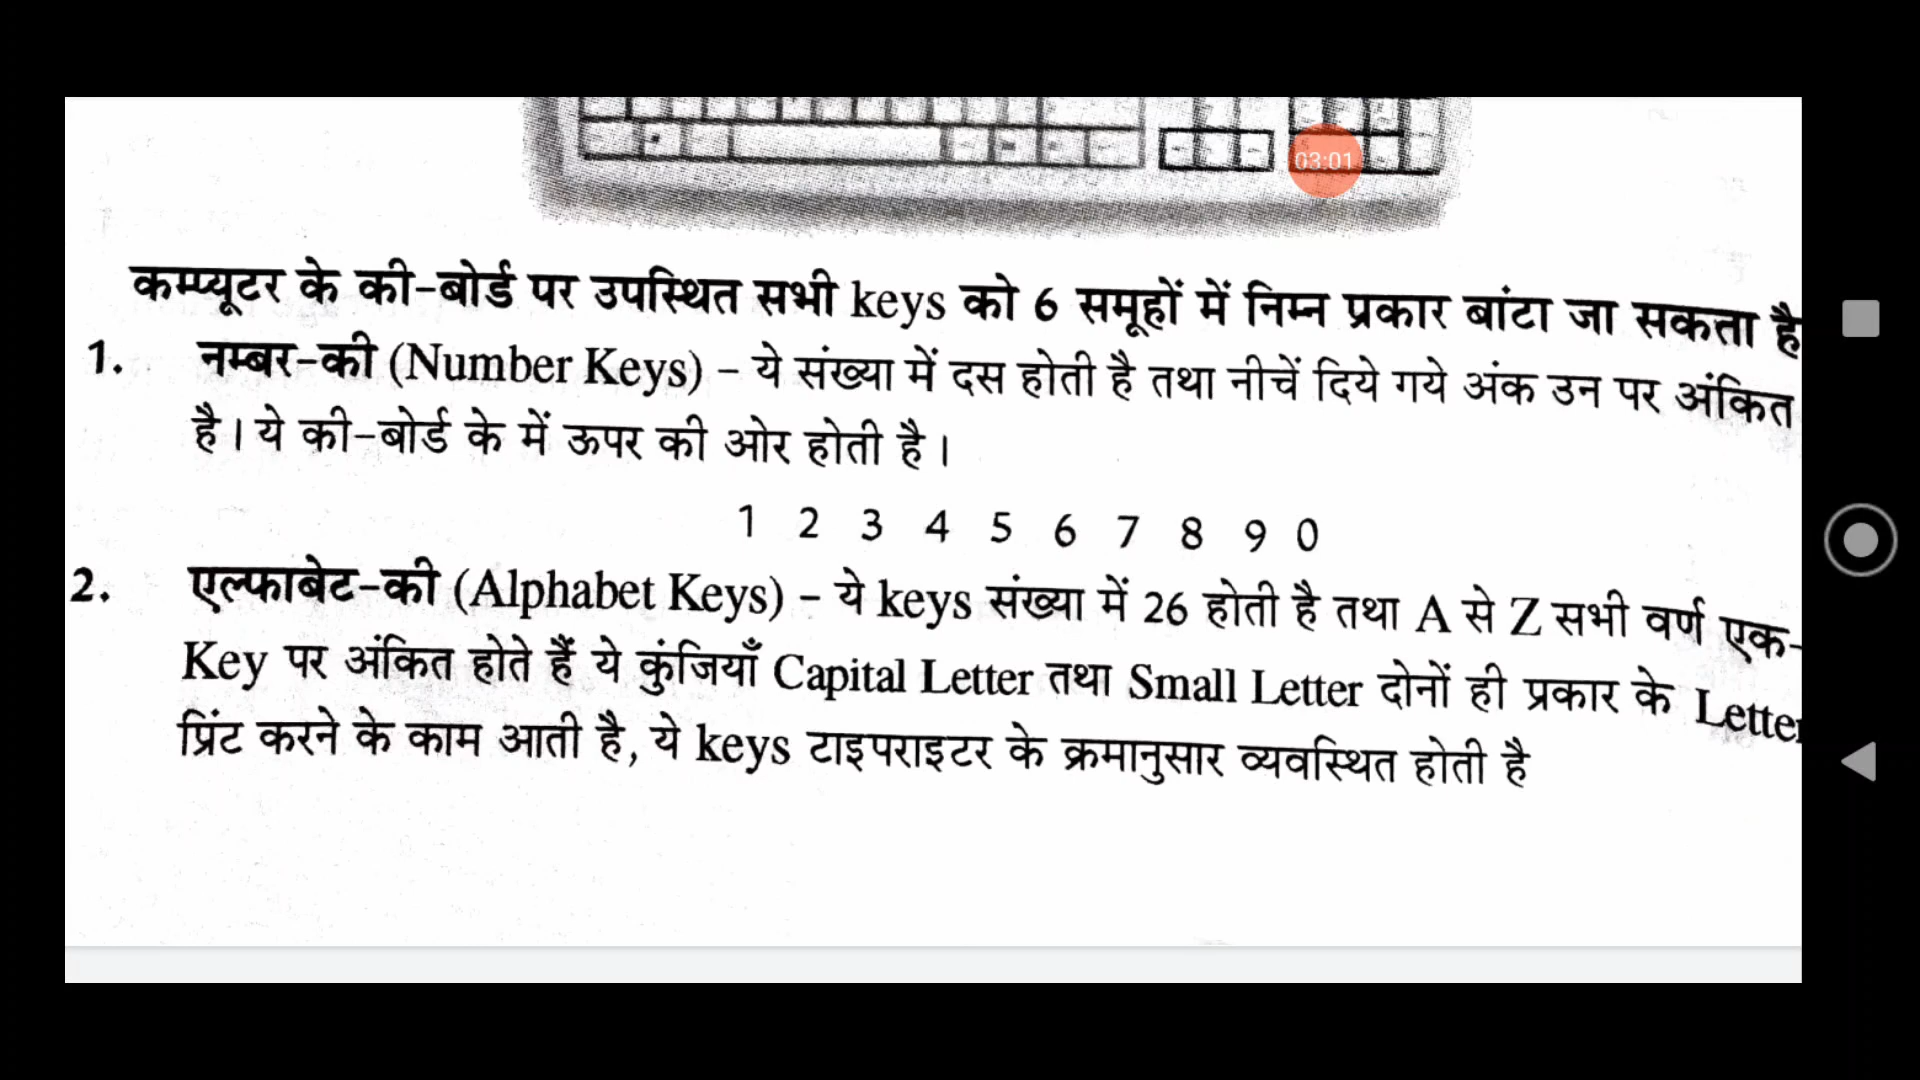 03:01
कम्प्यूटर के की-बोर्ड पर उपस्थित सभी keys को 6 समूहों में निम्न प्रकार बांटा जा सकता है
1. नम्बर-की (Number Keys) – ये संख्या में दस होती है तथा नीचें दिये गये अंक उन पर अंकित
है। ये की-बोर्ड के में ऊपर की ओर होती है।
1 2 3 4 5 6 7 8 9 0
2. एल्फाबेट-की (Alphabet Keys) – ये keys संख्या में 26 होती है तथा A से Z सभी वर्ण एक-
Key पर अंकित होते हैं ये कुंजियाँ Capital Letter तथा Small Letter दोनों ही प्रकार के Letter
प्रिंट करने के काम आती है, ये keys टाइपराइटर के क्रमानुसार व्यवस्थित होती है